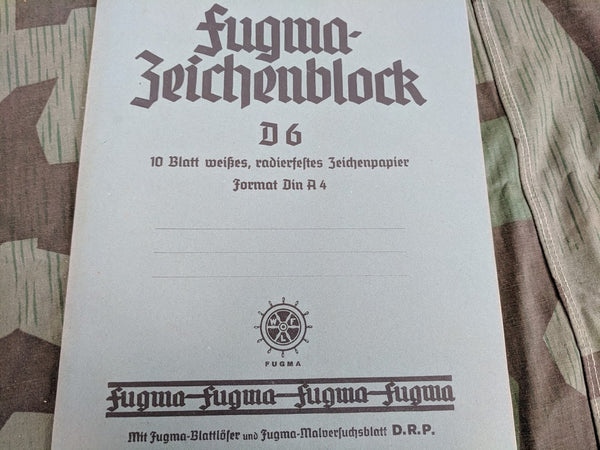 Fugma-
Zeichenblock
D 6
10 Blatt weißes, radierfestes Zeichenpapier
Format Din A 4
W F L
FUGMA
Fugma-Fugma-Fugma-Fugma
Mit Fugma-Blattlöser und Fugma-Malversuchsblatt D.R.P.